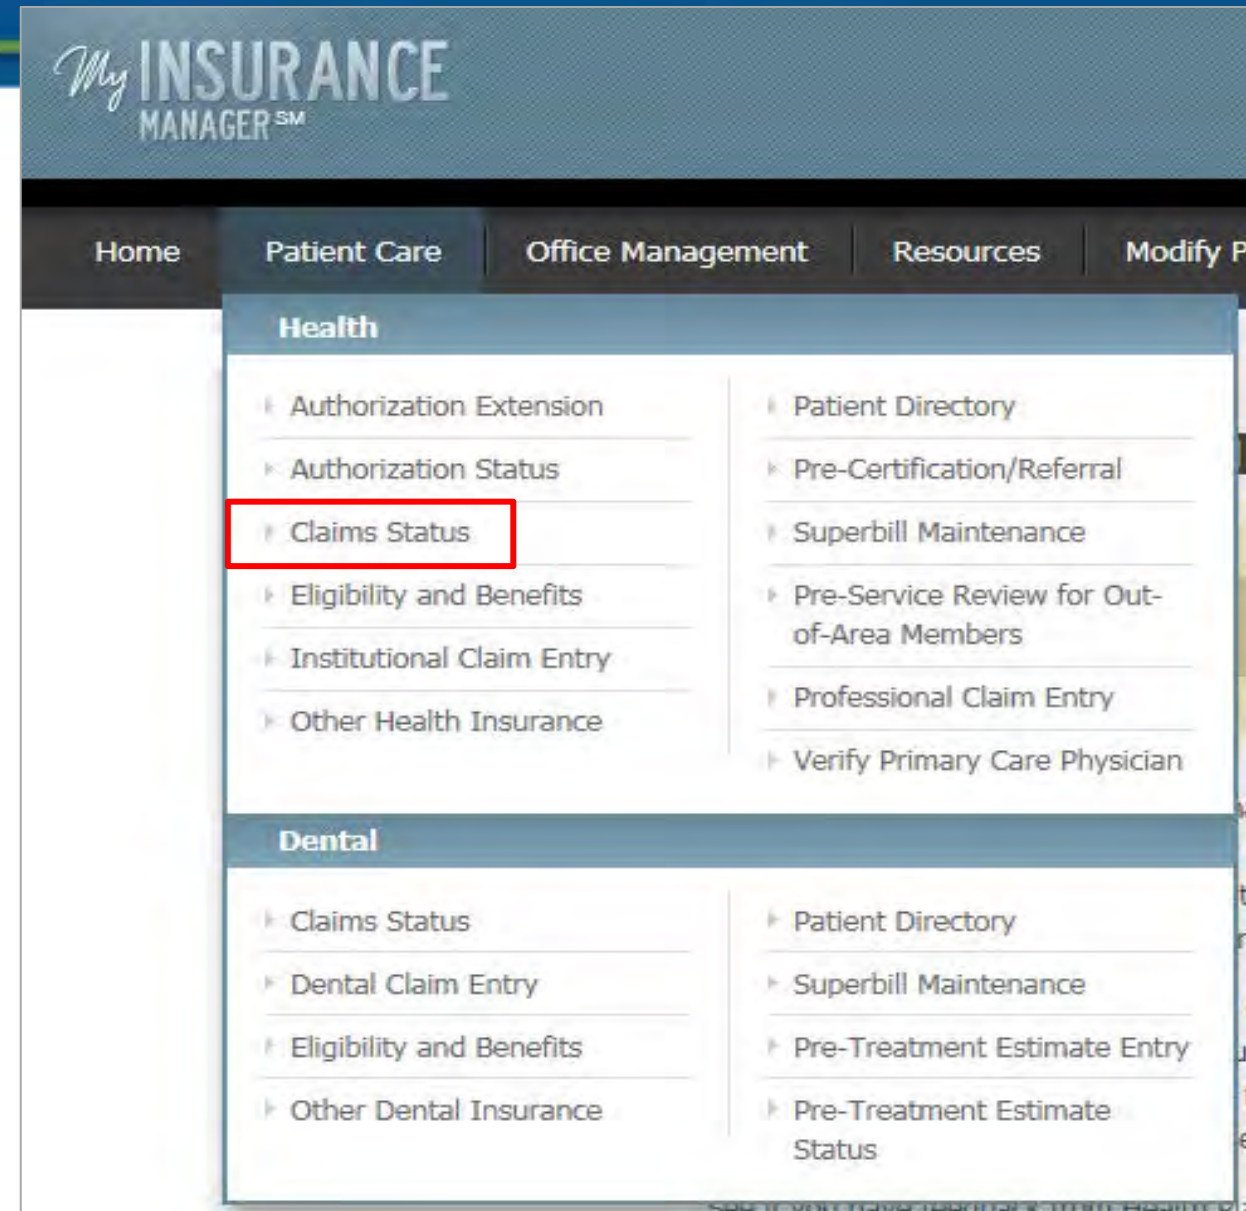 My INSURANCE
MANAGER℠
Home Patient Care Office Management Resources Modify P
Health
Authorization Extension
Authorization Status
Claims Status
Eligibility and Benefits
Institutional Claim Entry
Other Health Insurance
Patient Directory
Pre-Certification/Referral
Superbill Maintenance
Pre-Service Review for Out-
of-Area Members
Professional Claim Entry
Verify Primary Care Physician
Dental
Claims Status
Dental Claim Entry
Eligibility and Benefits
Other Dental Insurance
Patient Directory
Superbill Maintenance
Pre-Treatment Estimate Entry
Pre-Treatment Estimate
Status